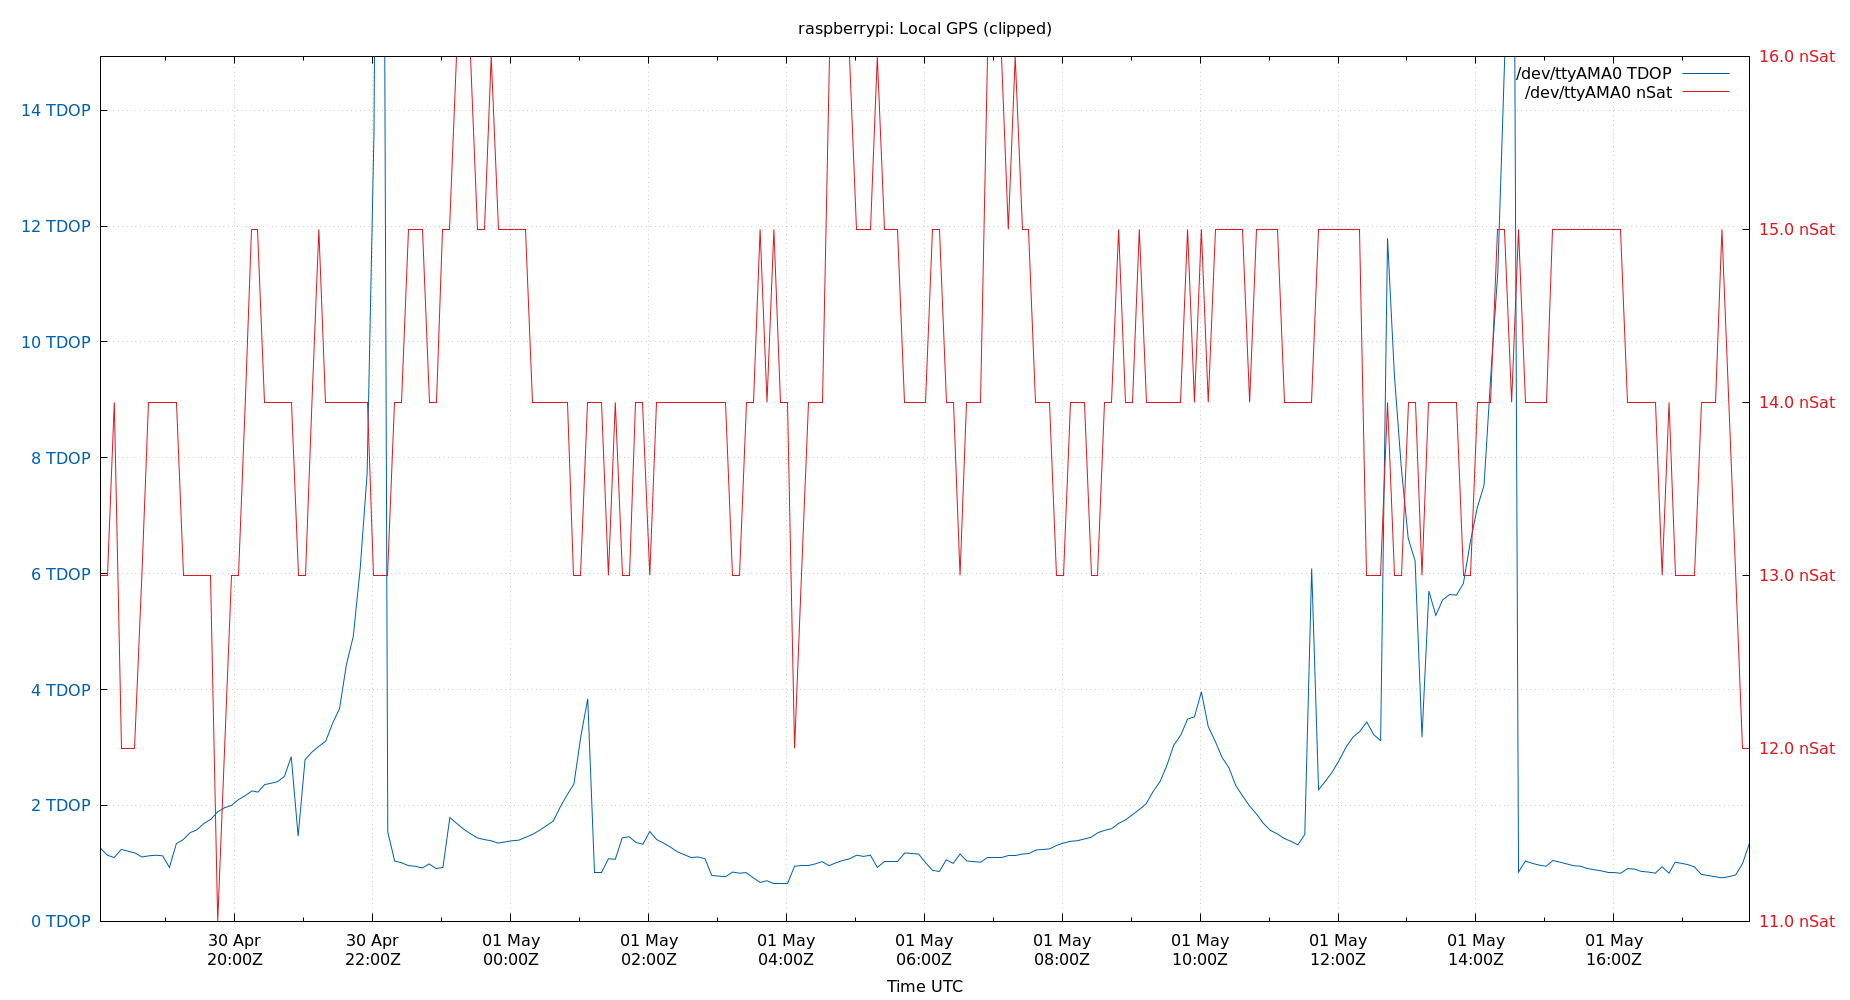 raspberrypi: Local GPS (clipped)
/dev/ttyAMA0 TDOP
/dev/ttyAMA0 nSat
14 TDOP
12 TDOP
10 TDOP
8 TDOP
6 TDOP
4 TDOP
2 TDOP
0 TDOP
16.0 nSat
15.0 nSat
14.0 nSat
13.0 nSat
12.0 nSat
11.0 nSat
30 Apr
20:00Z
30 Apr
22:00Z
01 May
00:00Z
01 May
02:00Z
01 May
04:00Z
01 May
06:00Z
01 May
08:00Z
01 May
10:00Z
01 May
12:00Z
01 May
14:00Z
01 May
16:00Z
Time UTC